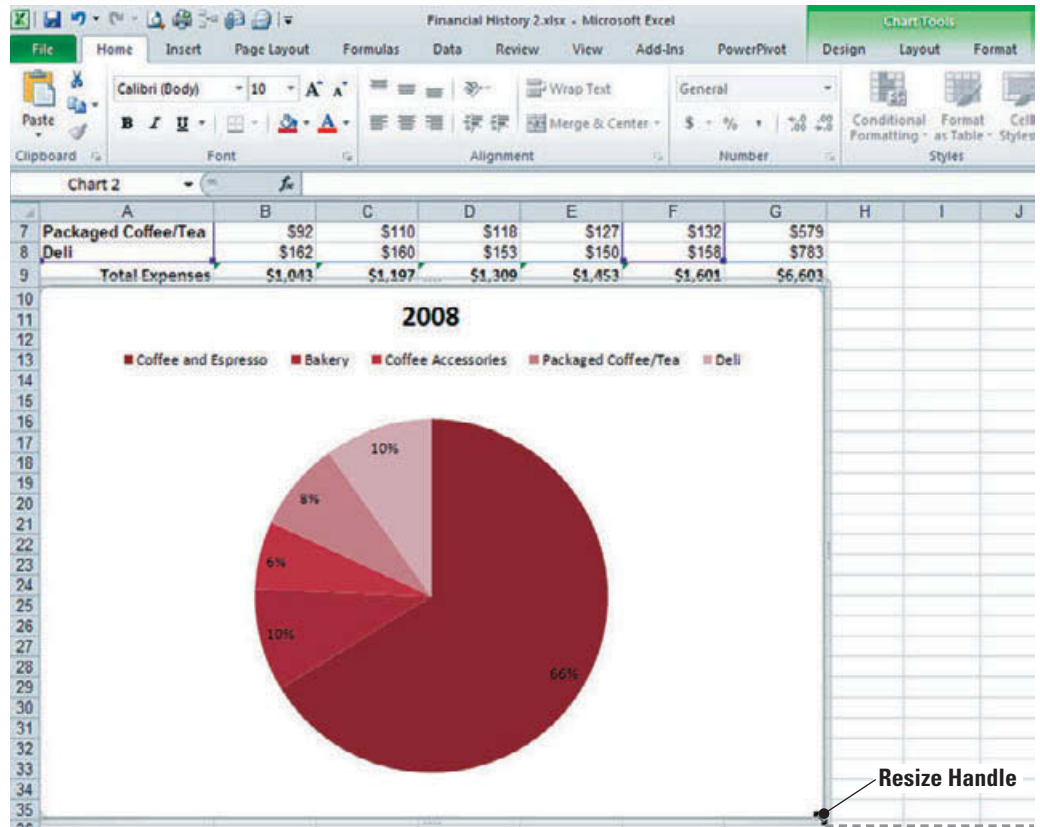 Financial History 2.xlsx - Microsoft Excel
Chart Tools
File Home Insert Page Layout Formulas Data Review View Add-Ins PowerPivot Design Layout Format
Calibri (Body) 10 A A Wrap Text General
Paste B I U A Merge & Center $ % , Conditional Formatting as Table Cell Styles
Clipboard Font Alignment Number Styles
Chart 2 fx
A B C D E F G H I J
7 Packaged Coffee/Tea $92 $110 $118 $127 $132 $579
8 Deli $162 $160 $153 $150 $158 $783
9 Total Expenses $1,043 $1,197 $1,309 $1,453 $1,601 $6,603
10
11 2008
12
13 Coffee and Espresso Bakery Coffee Accessories Packaged Coffee/Tea Deli
14
15
16
17 10%
18
19
20 8%
21
22
23 6%
24
25
26
27 10%
28
29 66%
30
31
32
33
34 Resize Handle
35